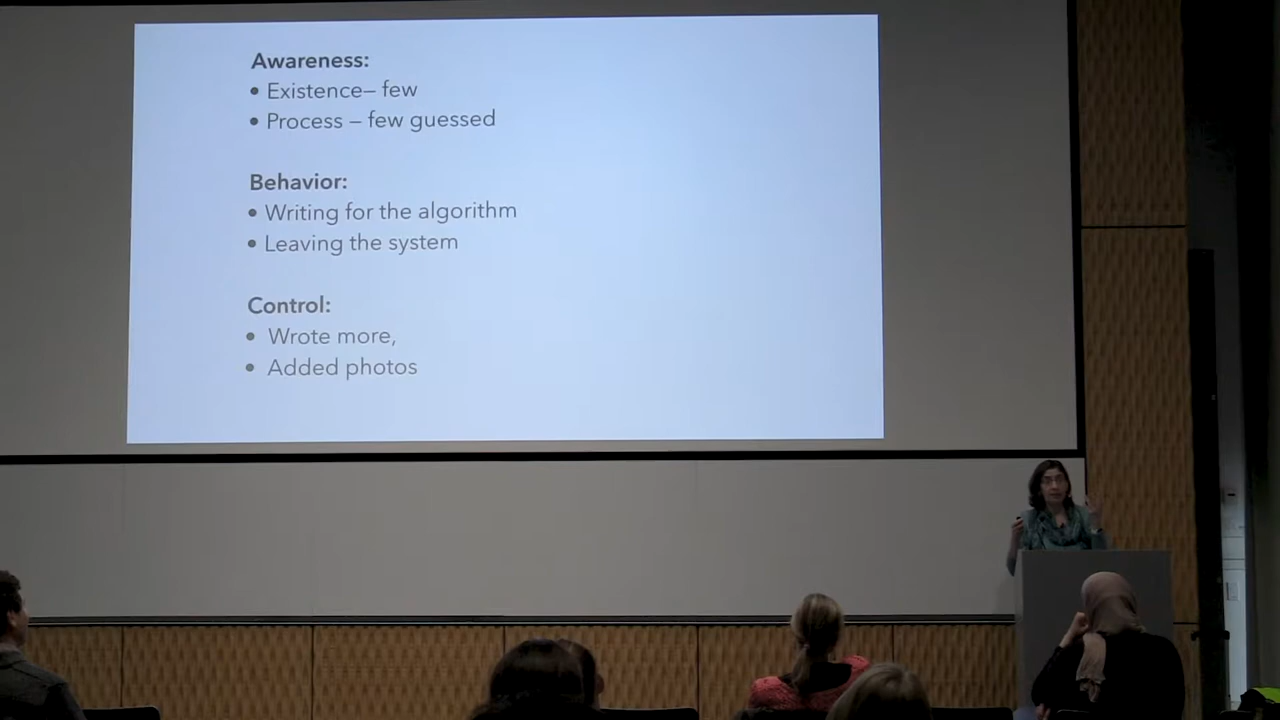 Awareness:
• Existence– few
• Process – few guessed
Behavior:
• Writing for the algorithm
• Leaving the system
Control:
• Wrote more,
• Added photos